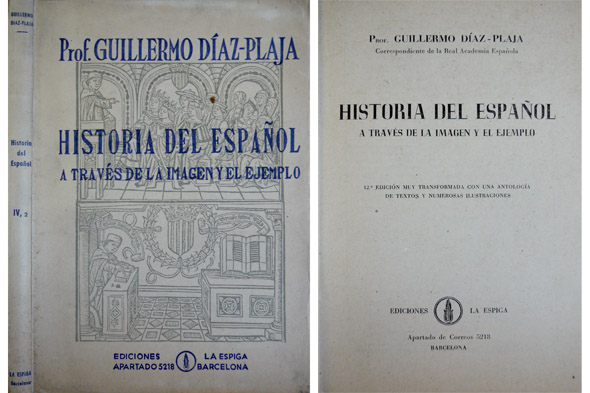 GUILLERMO
DÍAZ-PLAJA
Historia
del
Español
IV, 2
LA ESPIGA
Barcelona
Prof. GUILLERMO DÍAZ-PLAJA
HISTORIA DEL ESPAÑOL
A TRAVÉS DE LA IMAGEN Y EL EJEMPLO
EDICIONES LA ESPIGA
APARTADO 5218 BARCELONA
Prof. GUILLERMO DÍAZ-PLAJA
Correspondiente de la Real Academia Española
HISTORIA DEL ESPAÑOL
A TRAVÉS DE LA IMAGEN Y EL EJEMPLO
12.ª EDICIÓN MUY TRANSFORMADA CON UNA ANTOLOGÍA
DE TEXTOS Y NUMEROSAS ILUSTRACIONES
EDICIONES LA ESPIGA
Apartado de Correos 5218
BARCELONA